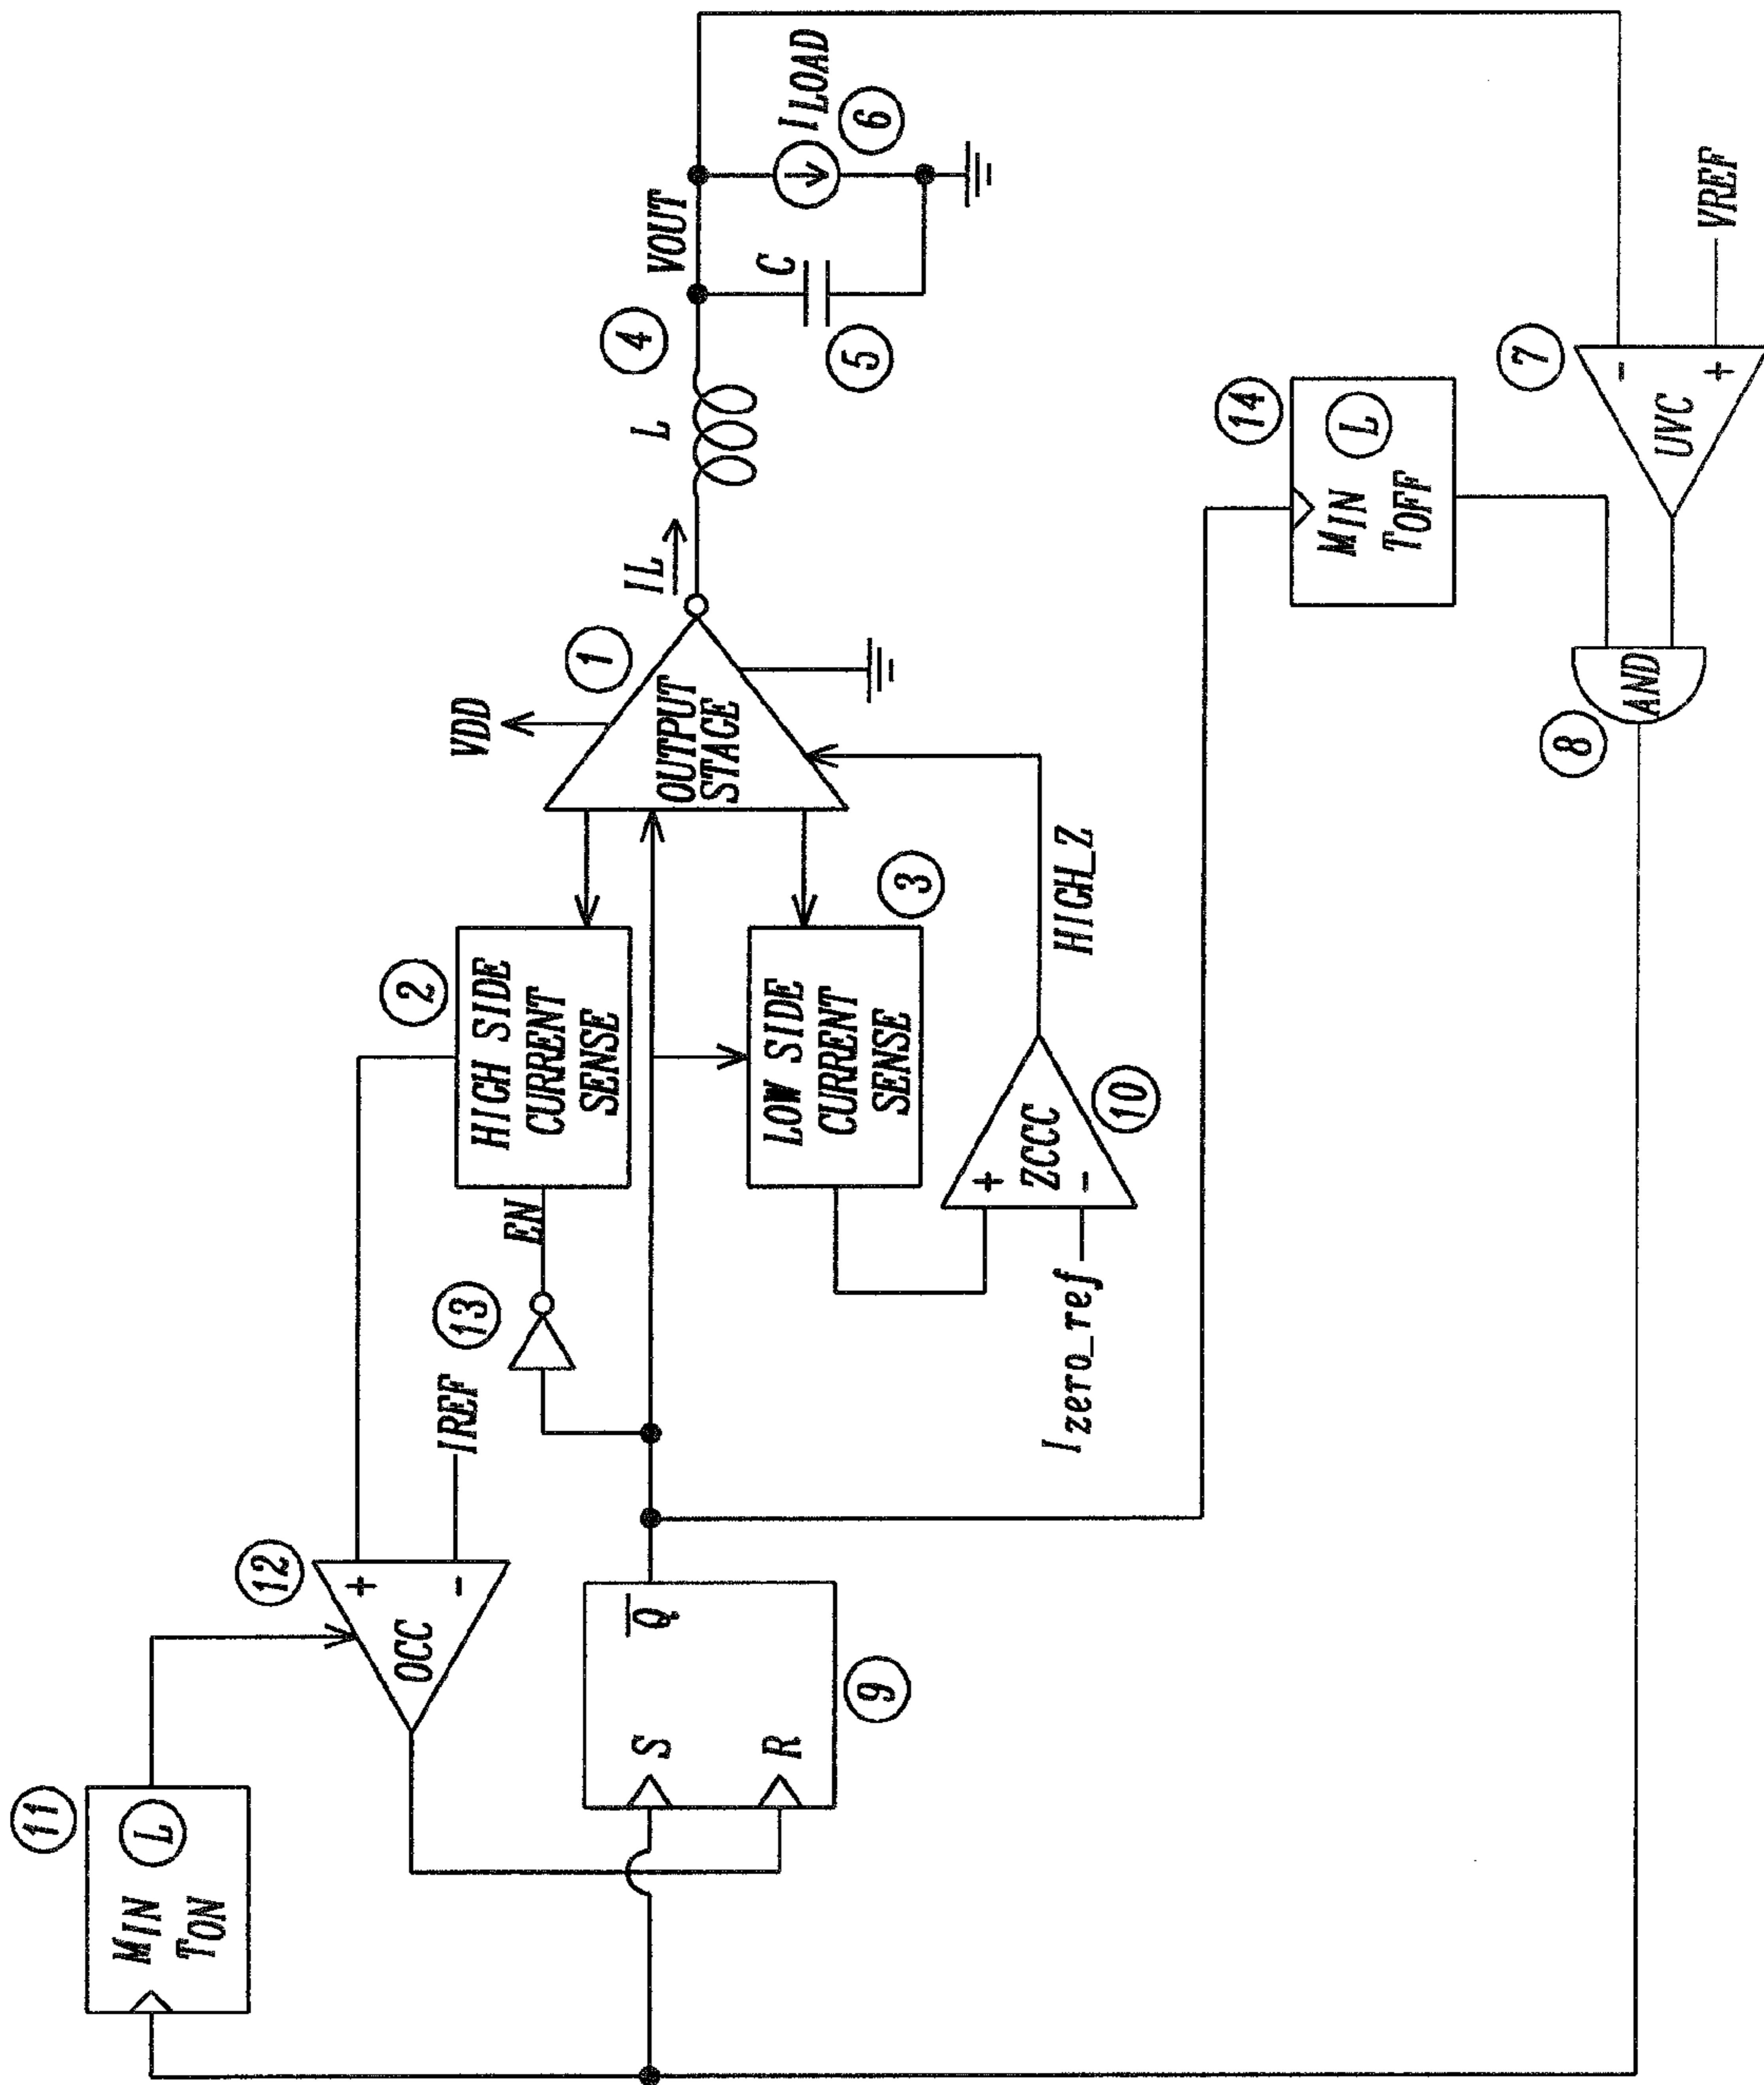 11
MIN L
TON
12
OCC
+
-
IREF
13
EN
2
HIGH SIDE
CURRENT
SENSE
VDD
1
OUTPUT
STAGE
IL
L
4
VOUT
C
5
ILOAD
6
S
R
Q
9
LOW SIDE
CURRENT
SENSE
3
+
ZCCC
-
10
Izero_ref
HIGH_Z
14
MIN L
TOFF
7
-
UVC
+
VREF
8
AND